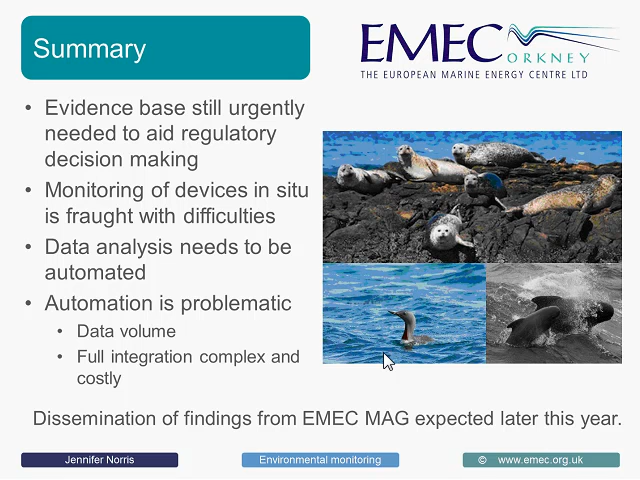 Summary
EMEC
ORKNEY
THE EUROPEAN MARINE ENERGY CENTRE LTD
• Evidence base still urgently
needed to aid regulatory
decision making
• Monitoring of devices in situ
is fraught with difficulties
• Data analysis needs to be
automated
• Automation is problematic
• Data volume
• Full integration complex and
costly
Dissemination of findings from EMEC MAG expected later this year.
Jennifer Norris
Environmental monitoring
© www.emec.org.uk